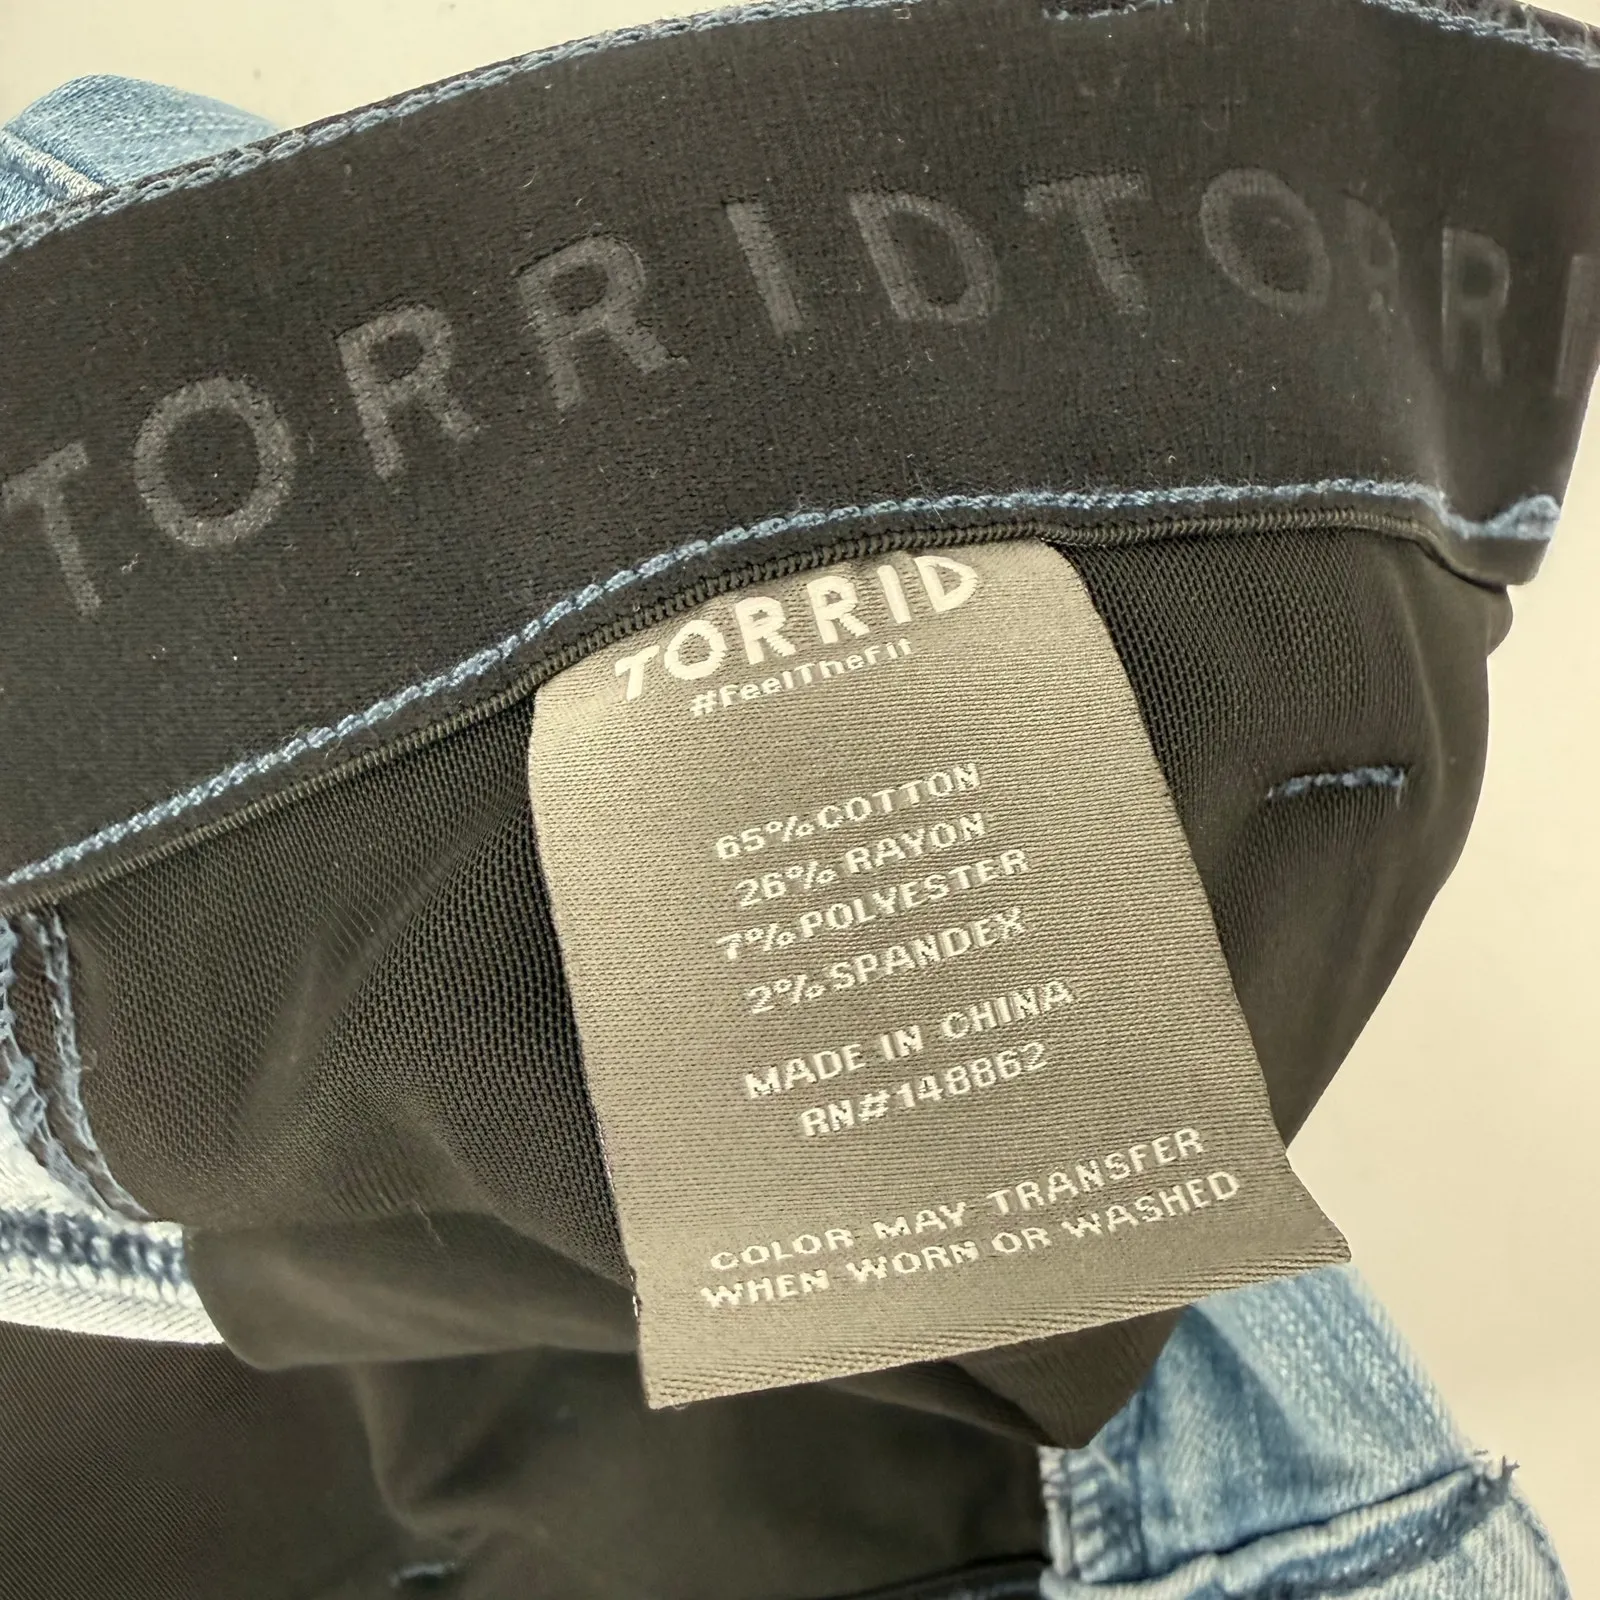 TORRIDTORRI
TORRID
#FeelTheFit
65% COTTON
26% RAYON
7% POLYESTER
2% SPANDEX
MADE IN CHINA
RN#148862
COLOR MAY TRANSFER
WHEN WORN OR WASHED